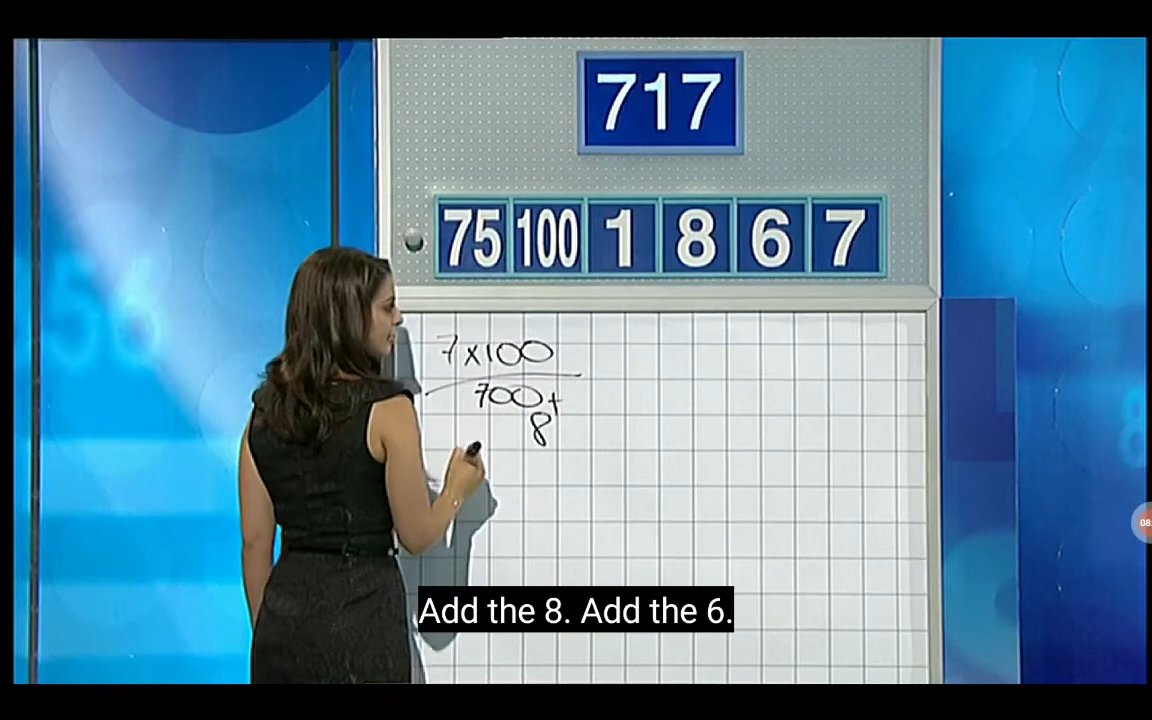 717
75 100 1 8 6 7
7×100
700+
8
Add the 8. Add the 6.